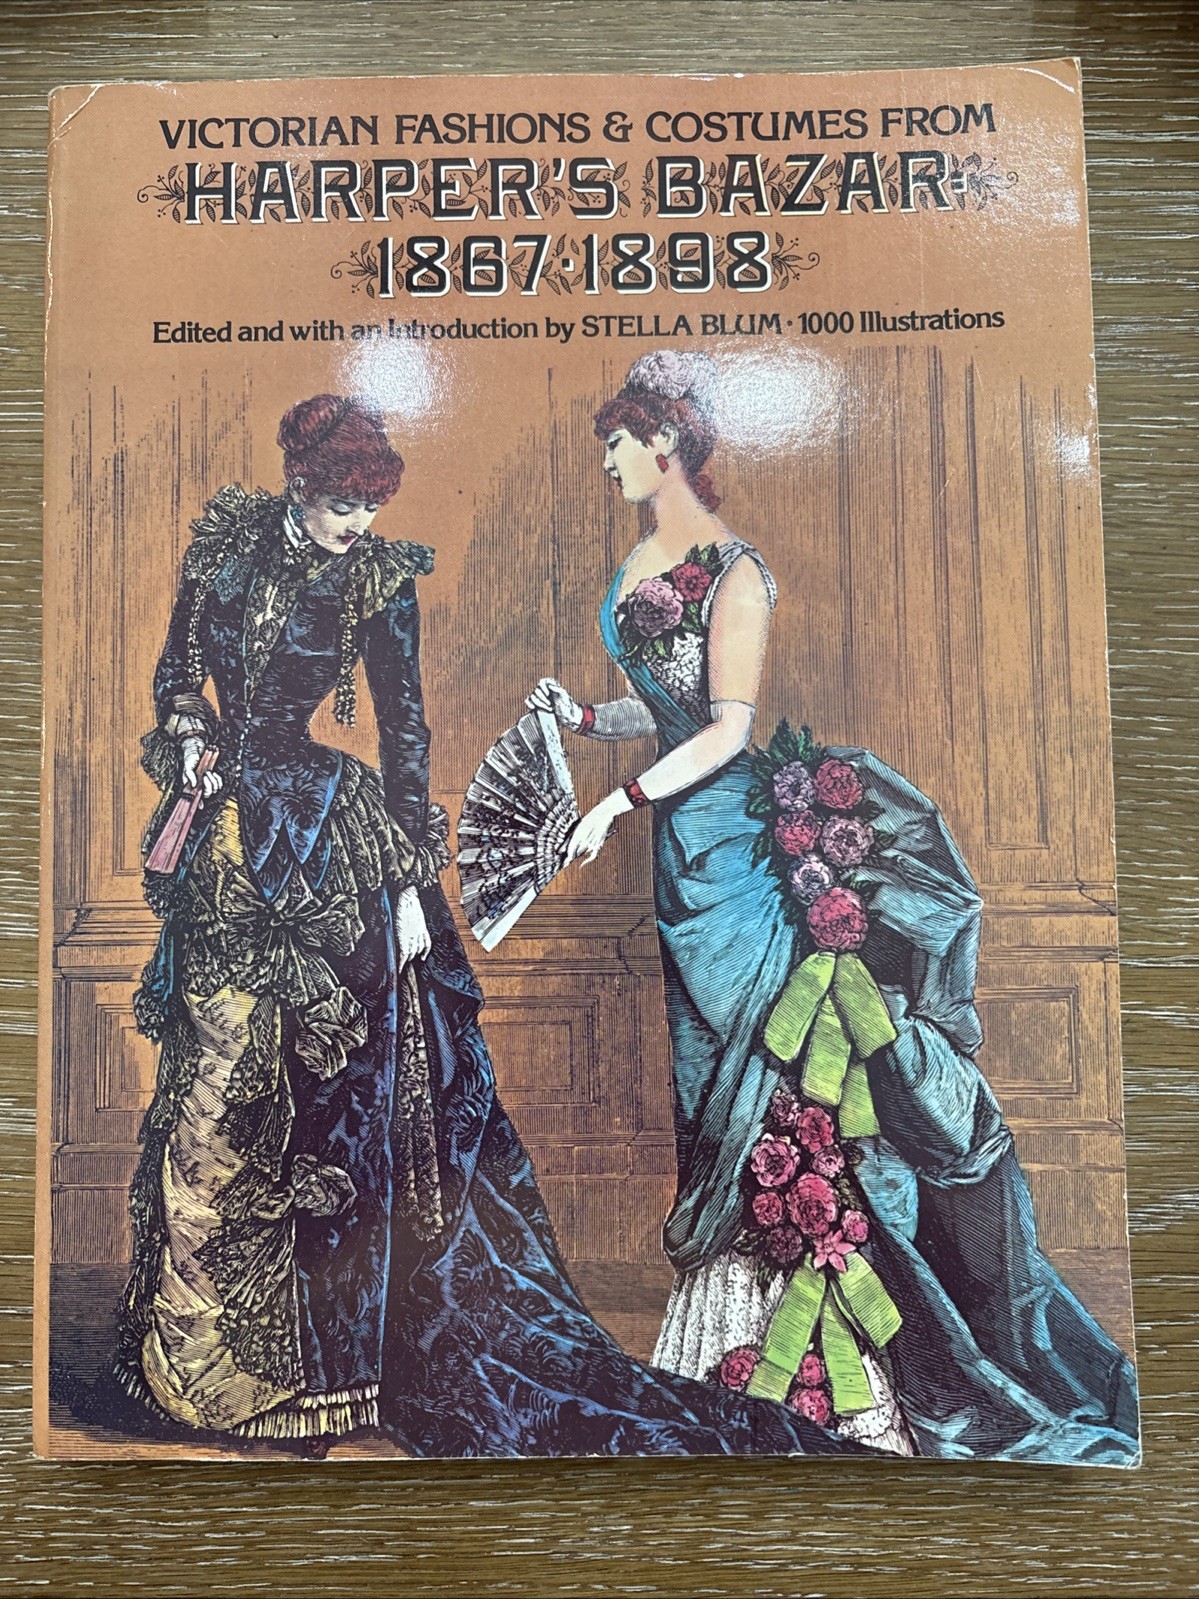 VICTORIAN FASHIONS & COSTUMES FROM
HARPER'S BAZAR:
1867·1898
Edited and with an Introduction by STELLA BLUM · 1000 Illustrations